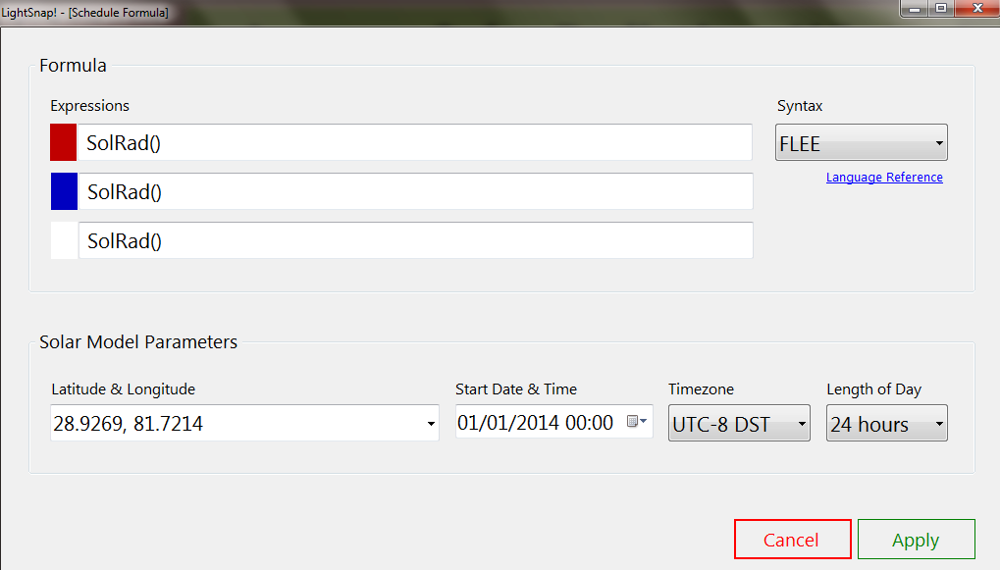 LightSnap! - [Schedule Formula]
Formula
Expressions
Syntax
SolRad()
FLEE
Language Reference
SolRad()
SolRad()
Solar Model Parameters
Latitude & Longitude
Start Date & Time
Timezone
Length of Day
28.9269, 81.7214
01/01/2014 00:00
UTC-8 DST
24 hours
Cancel
Apply